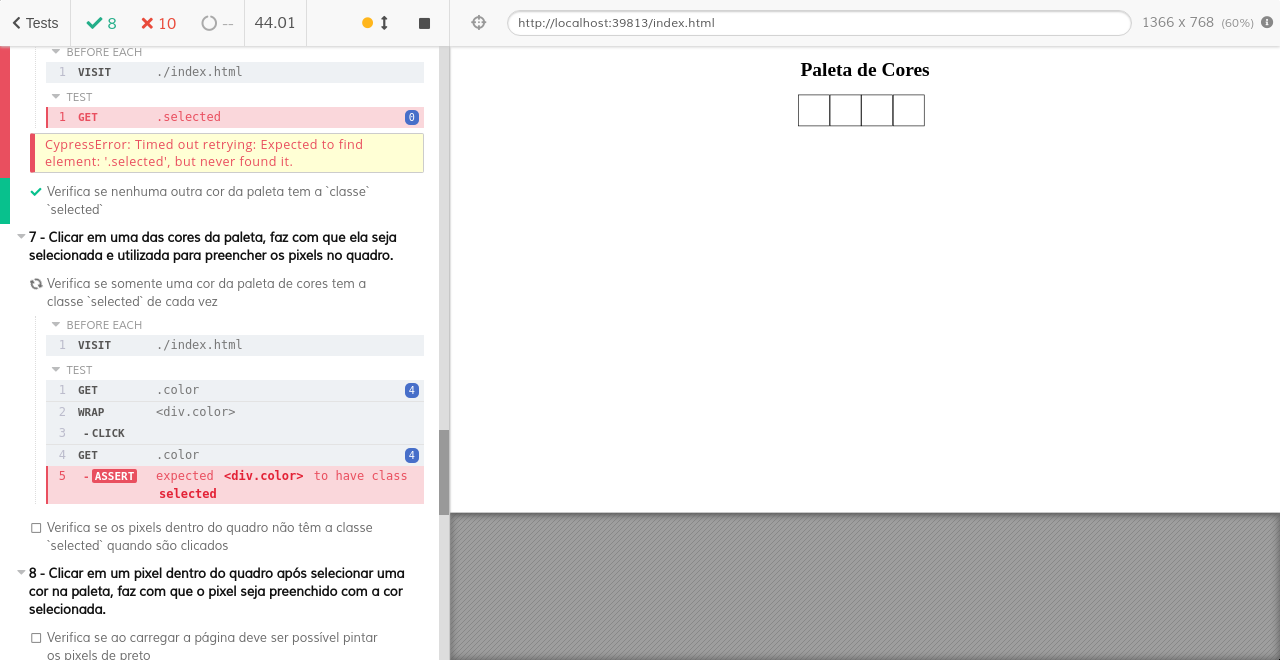 Tests 8 10 -- 44.01 http://localhost:39813/index.html 1366 x 768 (60%)
BEFORE EACH
1 VISIT ./index.html
TEST
1 GET .selected 0
CypressError: Timed out retrying: Expected to find
element: '.selected', but never found it.
Verifica se nenhuma outra cor da paleta tem a `classe`
`selected`
7 - Clicar em uma das cores da paleta, faz com que ela seja
selecionada e utilizada para preencher os pixels no quadro.
Verifica se somente uma cor da paleta de cores tem a
classe `selected` de cada vez
BEFORE EACH
1 VISIT ./index.html
TEST
1 GET .color 4
2 WRAP <div.color>
3 - CLICK
4 GET .color 4
5 - ASSERT expected <div.color> to have class
selected
Verifica se os pixels dentro do quadro não têm a classe
`selected` quando são clicados
8 - Clicar em um pixel dentro do quadro após selecionar uma
cor na paleta, faz com que o pixel seja preenchido com a cor
selecionada.
Verifica se ao carregar a página deve ser possível pintar
os pixels de preto
Paleta de Cores